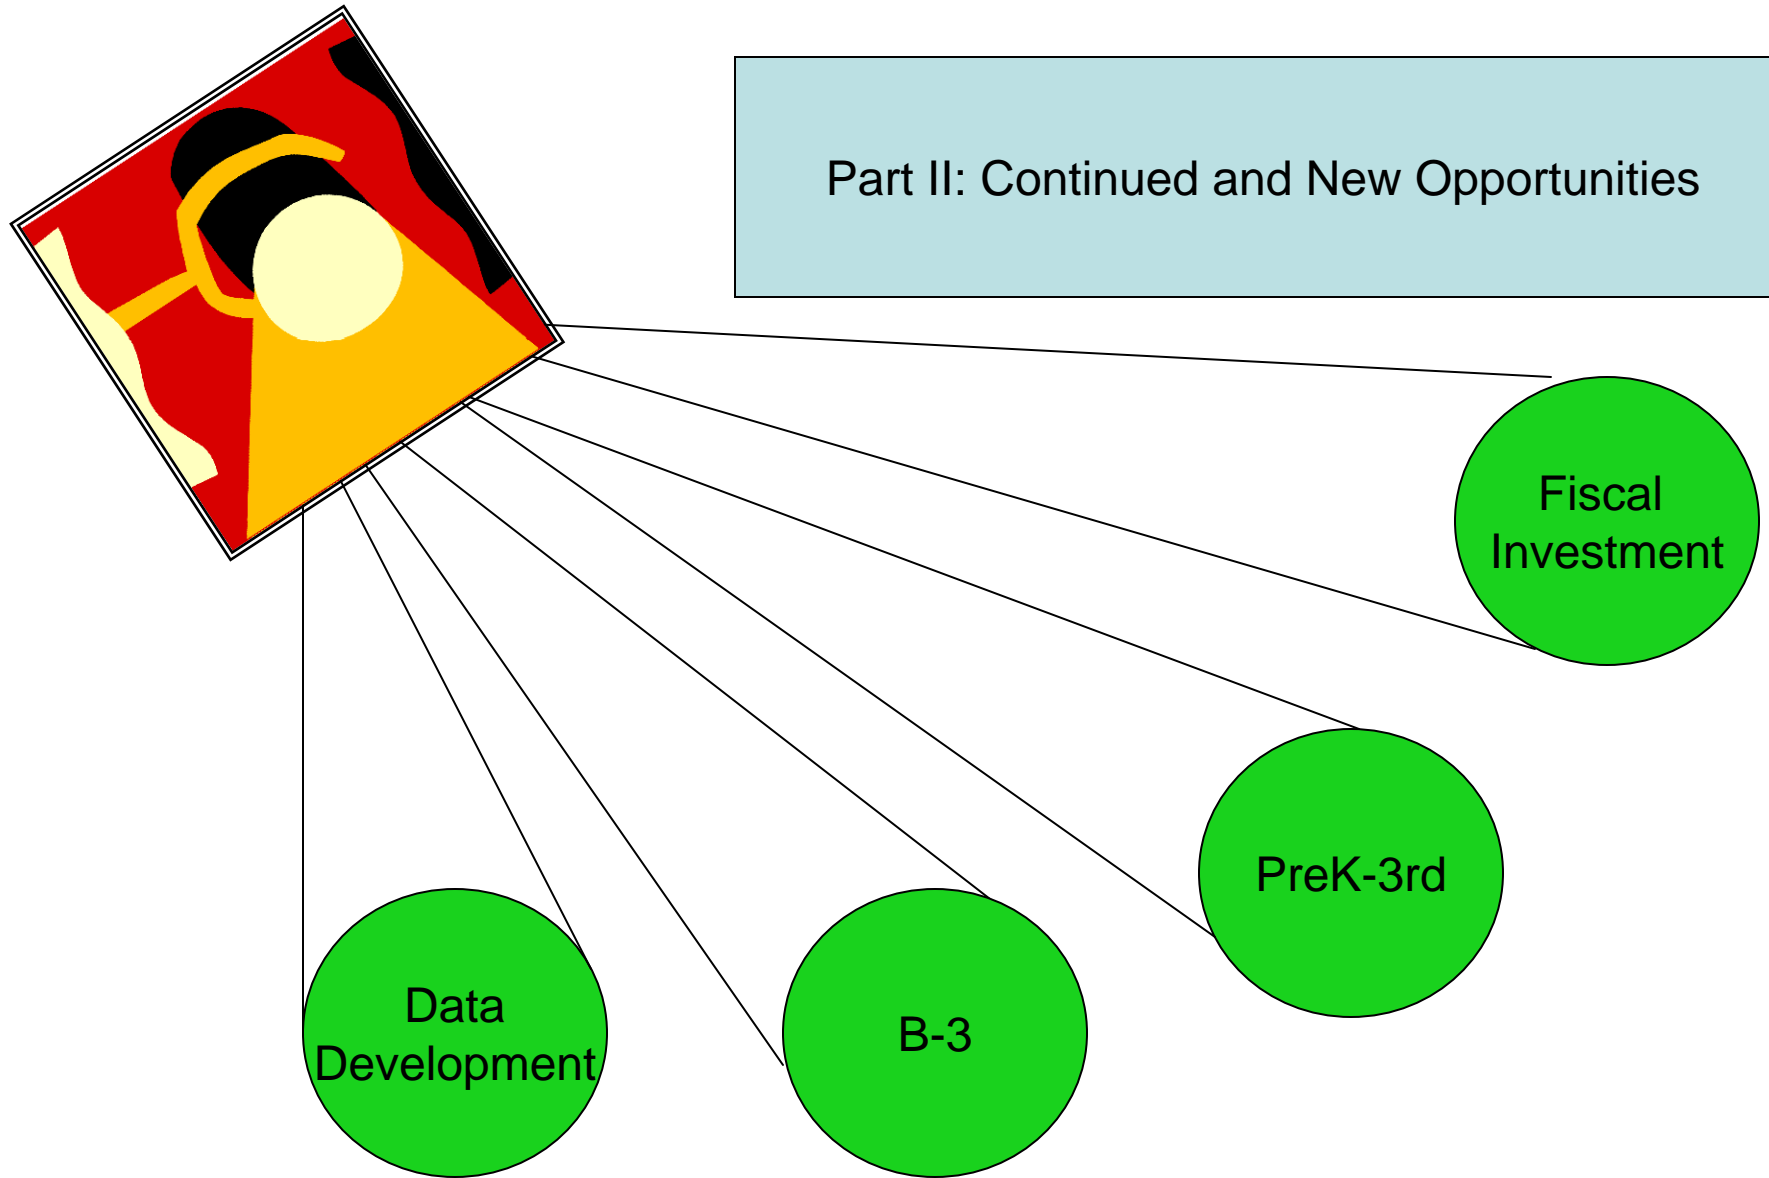 Part II: Continued and New Opportunities
Fiscal
Investment
PreK-3rd
B-3
Data
Development